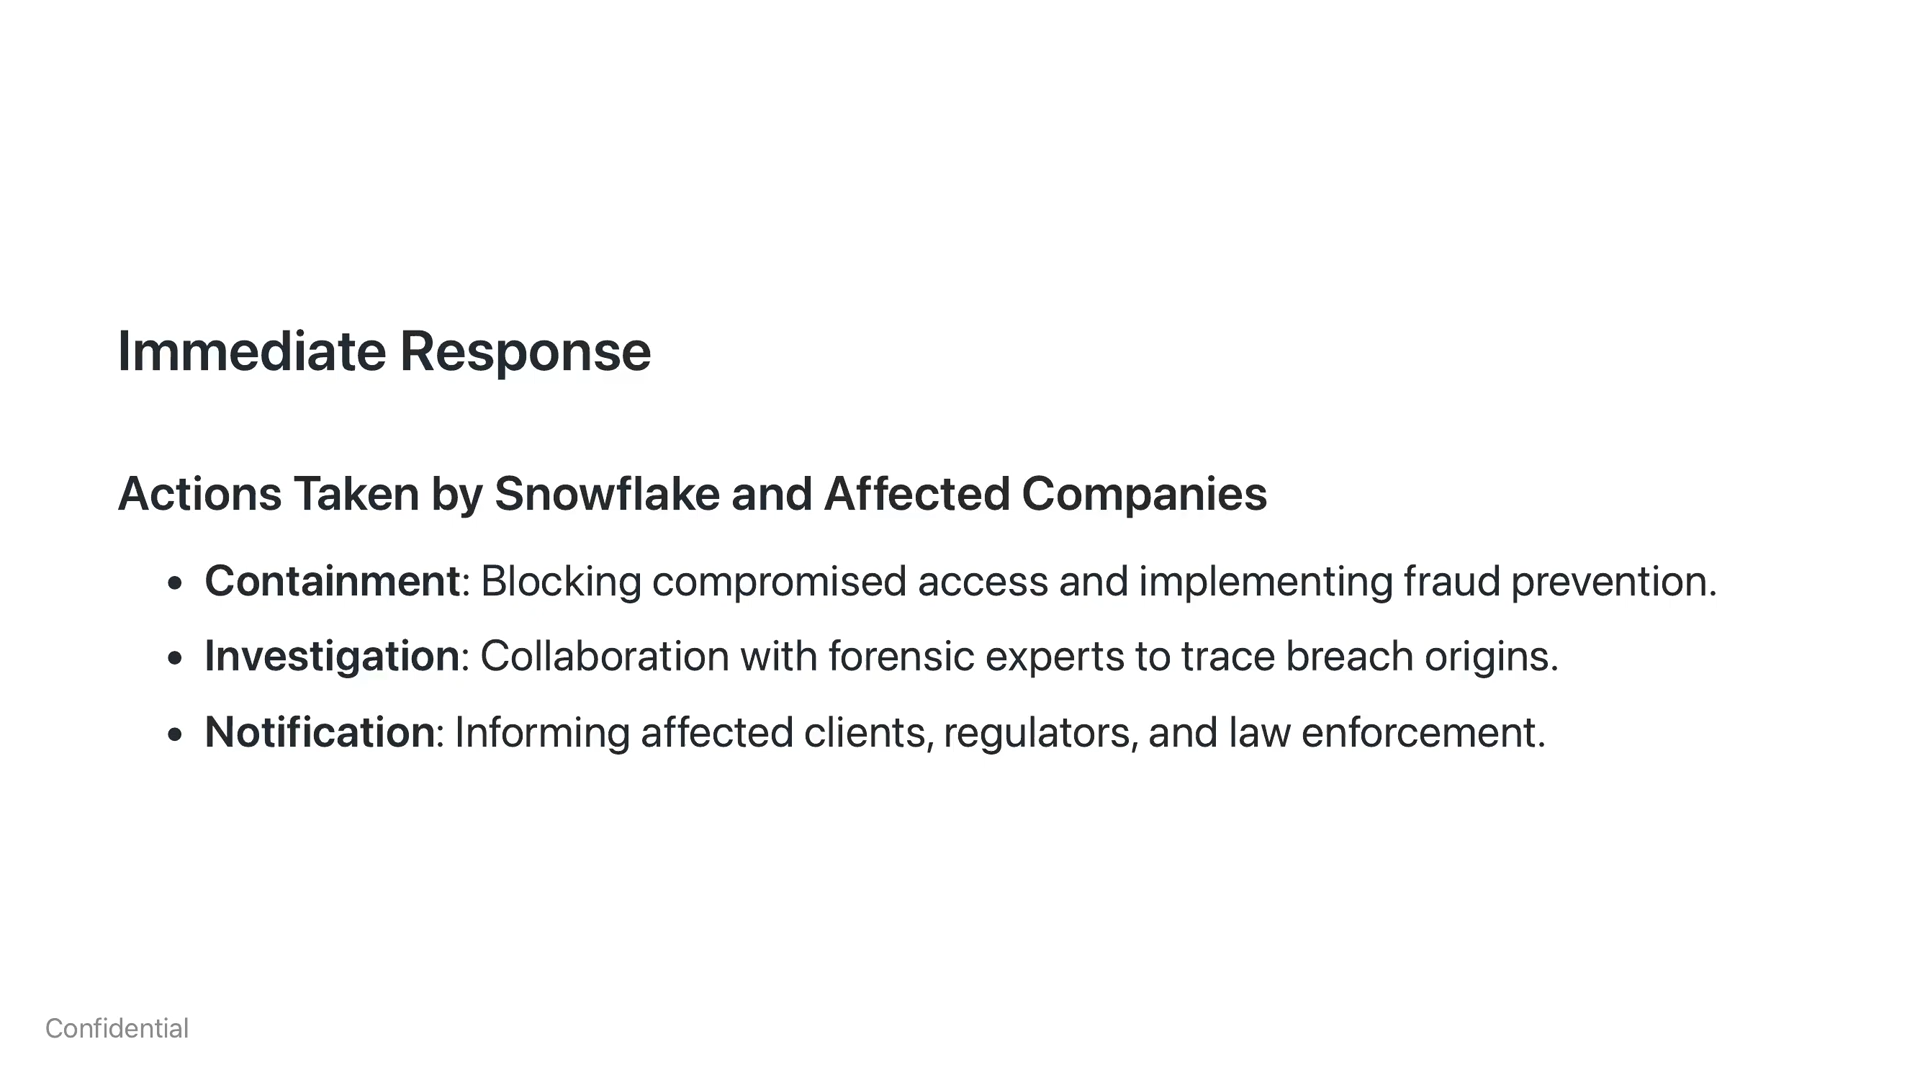 Immediate Response
Actions Taken by Snowflake and Affected Companies
• Containment: Blocking compromised access and implementing fraud prevention.
• Investigation: Collaboration with forensic experts to trace breach origins.
• Notification: Informing affected clients, regulators, and law enforcement.
Confidential